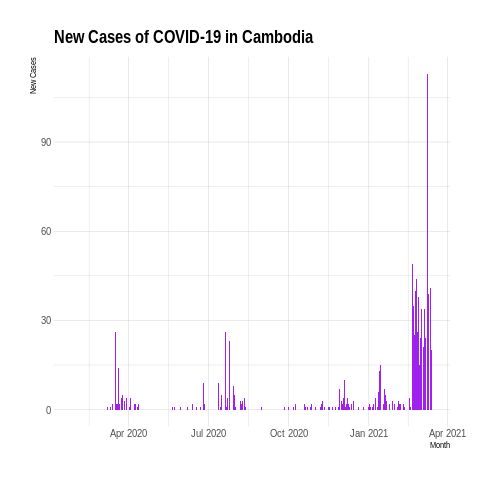 New Cases of COVID-19 in Cambodia
New Cases
90
60
30
0
Apr 2020 Jul 2020 Oct 2020 Jan 2021 Apr 2021
Month